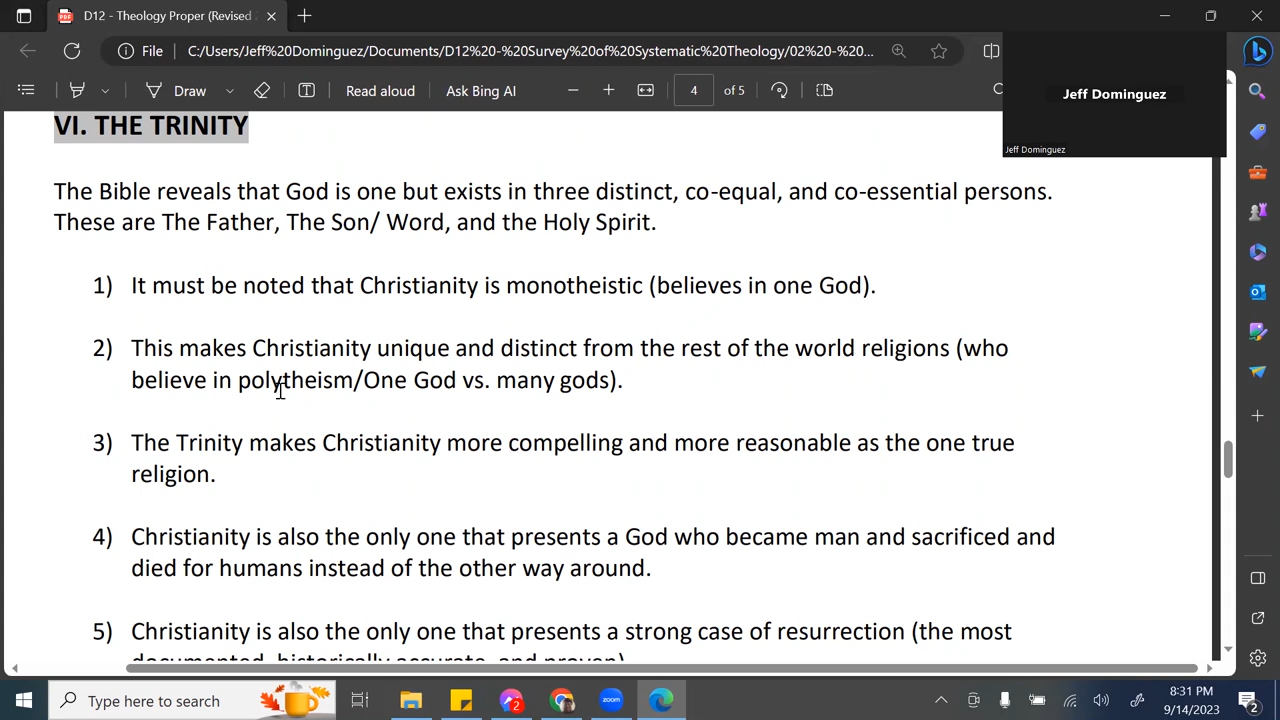 D12 - Theology Proper (Revised
File
C:/Users/Jeff%20Dominguez/Documents/D12%20-%20Survey%20of%20Systematic%20Theology/02%20-%20...
Draw
Read aloud
Ask Bing AI
4
of 5
Jeff Dominguez
Jeff Dominguez
VI. THE TRINITY
The Bible reveals that God is one but exists in three distinct, co-equal, and co-essential persons.
These are The Father, The Son/ Word, and the Holy Spirit.
1) It must be noted that Christianity is monotheistic (believes in one God).
2) This makes Christianity unique and distinct from the rest of the world religions (who
believe in polytheism/One God vs. many gods).
3) The Trinity makes Christianity more compelling and more reasonable as the one true
religion.
4) Christianity is also the only one that presents a God who became man and sacrificed and
died for humans instead of the other way around.
5) Christianity is also the only one that presents a strong case of resurrection (the most
documented, historically accurate, and proven)
Type here to search
2
zoom
8:31 PM
9/14/2023
2